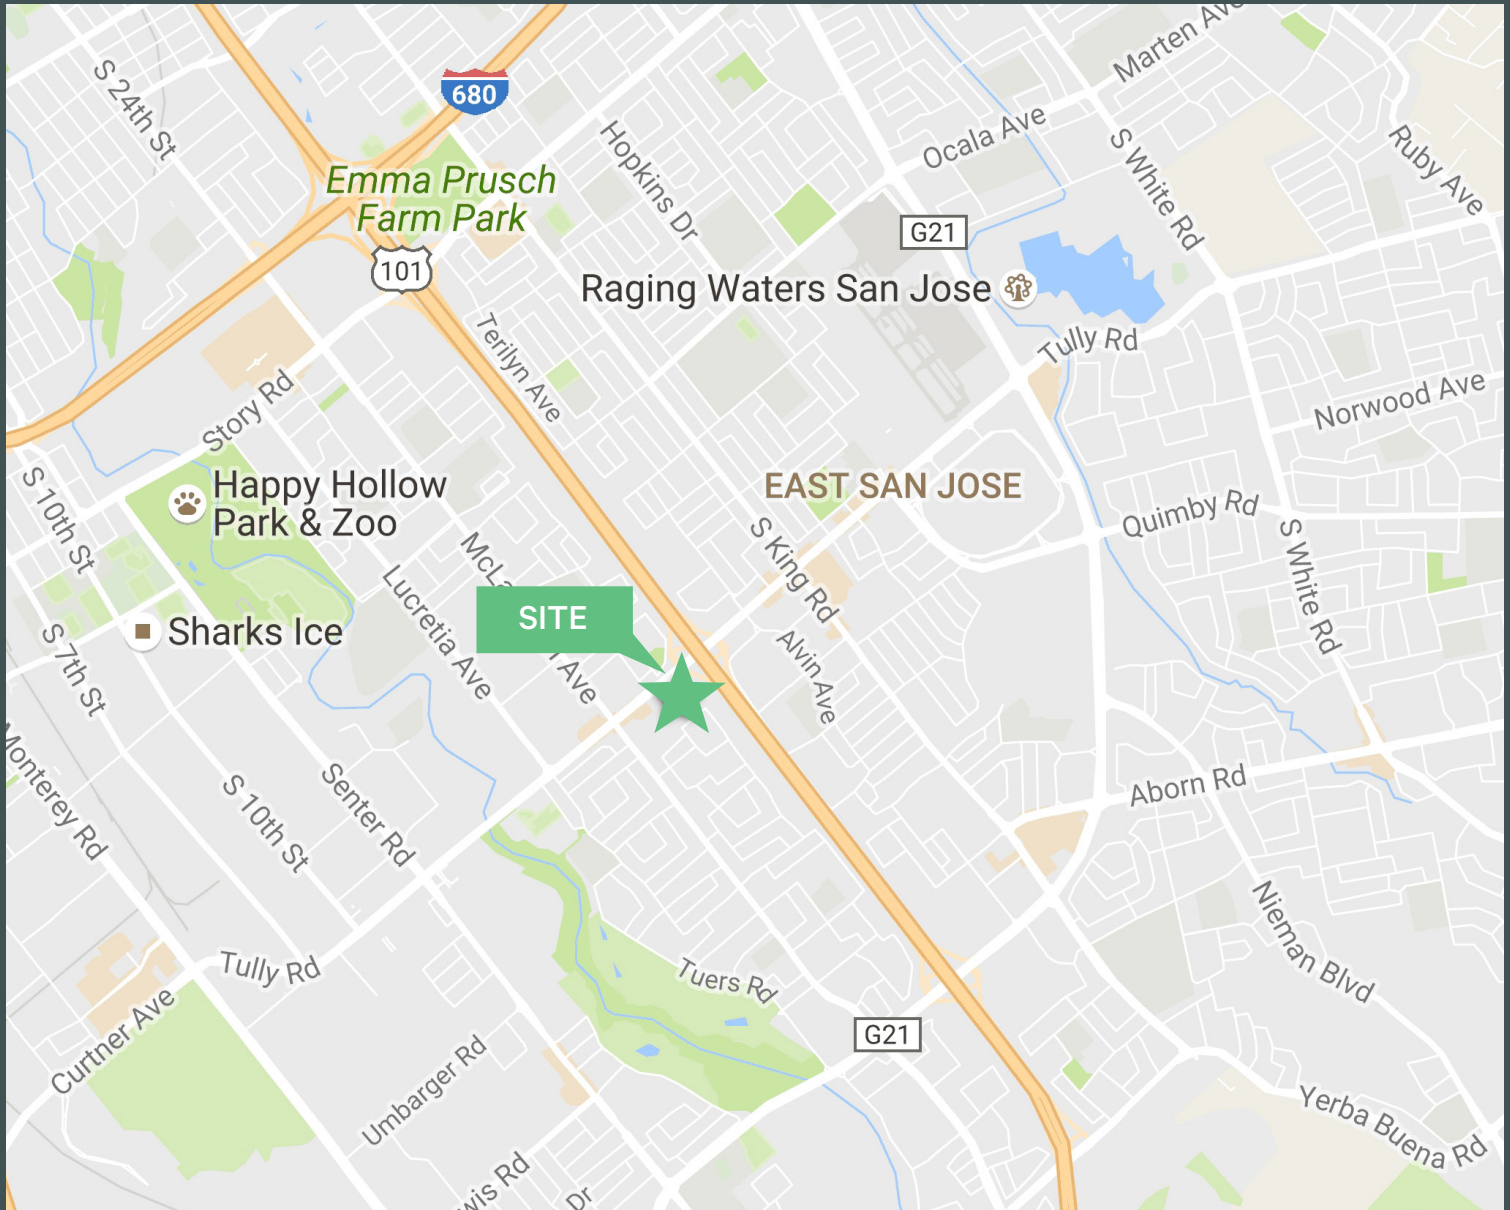 S 24th St
680
Marten Ave
Ocala Ave
Hopkins Dr
S White Rd
Ruby Ave
Emma Prusch
Farm Park
G21
101
Raging Waters San Jose
Terilyn Ave
Tully Rd
Story Rd
Norwood Ave
Happy Hollow
Park & Zoo
EAST SAN JOSE
S 10th St
Quimby Rd
S King Rd
S White Rd
Lucretia Ave
SITE
Sharks Ice
S 7th St
Alvin Ave
Ave
Monterey Rd
S 10th St
Senter Rd
Aborn Rd
Nieman Blvd
Tully Rd
Tuers Rd
Curtner Ave
G21
Umbarger Rd
Yerba Buena Rd
Rd
Dr